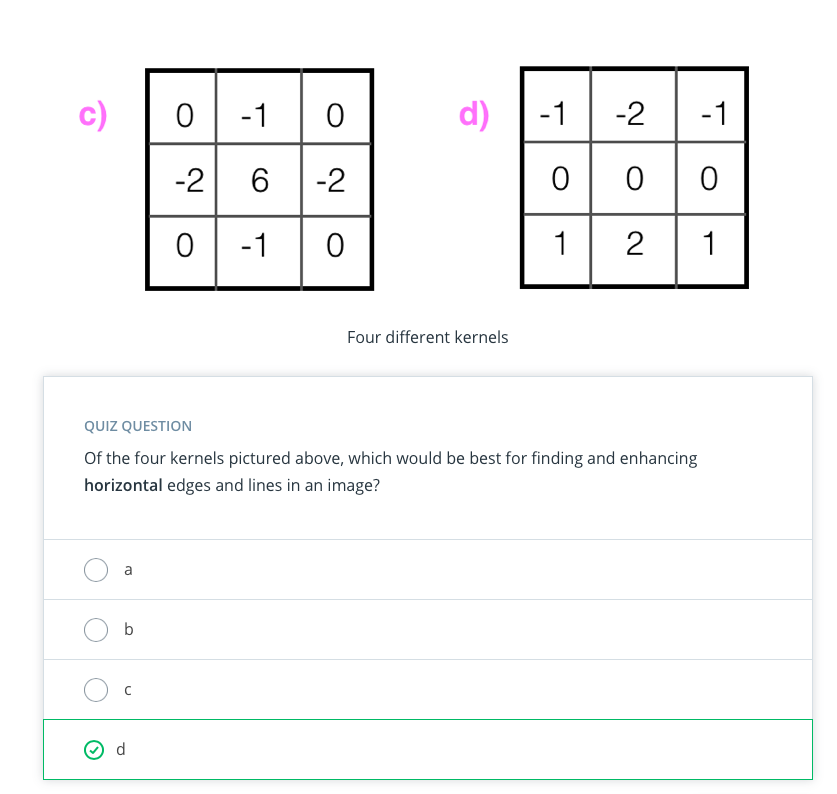 c)
0 -1 0
-2 6 -2
0 -1 0
d)
-1 -2 -1
0 0 0
1 2 1
Four different kernels
QUIZ QUESTION
Of the four kernels pictured above, which would be best for finding and enhancing
horizontal edges and lines in an image?
a
b
c
d